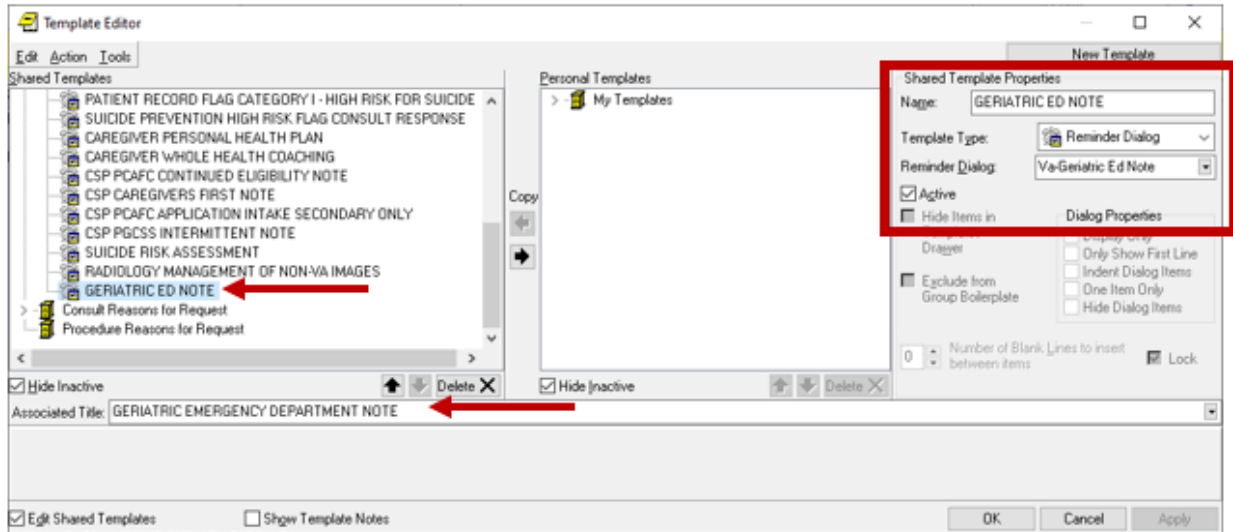 Template Editor
Edit Action Tools
New Template
Shared Templates
PATIENT RECORD FLAG CATEGORY I - HIGH RISK FOR SUICIDE
SUICIDE PREVENTION HIGH RISK FLAG CONSULT RESPONSE
CAREGIVER PERSONAL HEALTH PLAN
CAREGIVER WHOLE HEALTH COACHING
CSP PCAFC CONTINUED ELIGIBILITY NOTE
CSP CAREGIVERS FIRST NOTE
CSP PCAFC APPLICATION INTAKE SECONDARY ONLY
CSP PGCSS INTERMITTENT NOTE
SUICIDE RISK ASSESSMENT
RADIOLOGY MANAGEMENT OF NON-VA IMAGES
GERIATRIC ED NOTE
Consult Reasons for Request
Procedure Reasons for Request
Hide Inactive
Delete
Copy
Personal Templates
My Templates
Hide Inactive
Delete
Shared Template Properties
Name: GERIATRIC ED NOTE
Template Type: Reminder Dialog
Reminder Dialog: Va-Geriatric Ed Note
Active
Hide Items in
Drawer
Exclude from
Group Boilerplate
Dialog Properties
Display Only
Only Show First Line
Indent Dialog Items
One Item Only
Hide Dialog Items
0 Number of Blank Lines to insert
between items
Lock
Associated Title: GERIATRIC EMERGENCY DEPARTMENT NOTE
Edit Shared Templates
Show Template Notes
OK Cancel Apply